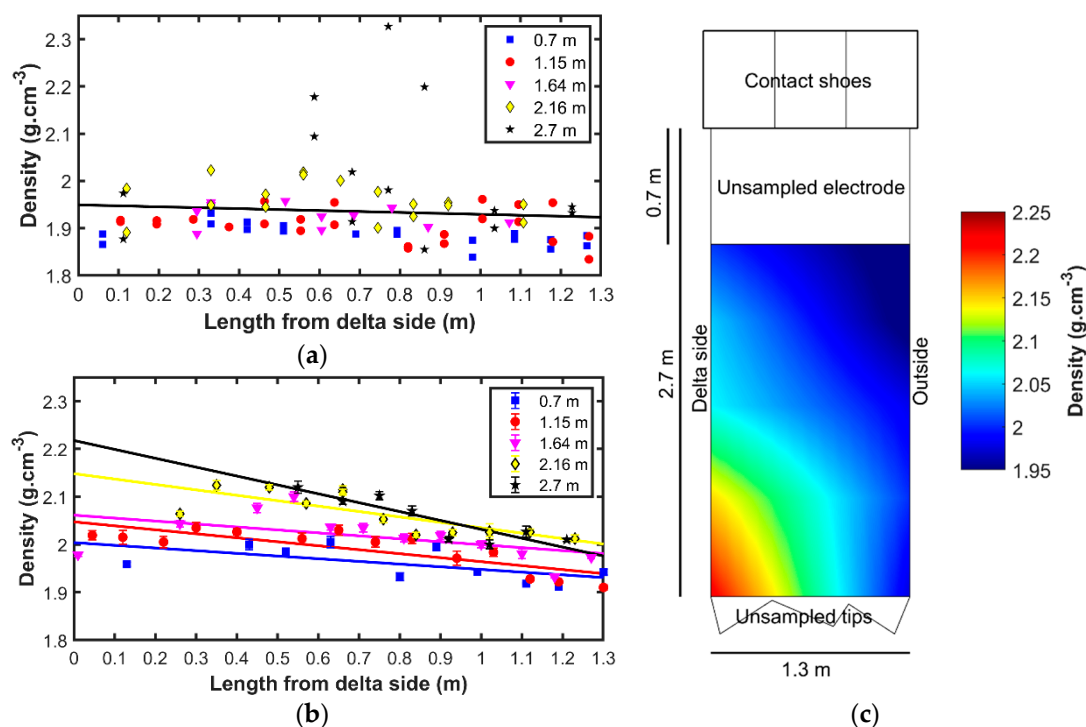 (a)
2.3
2.2
2.1
2
1.9
1.8
Density (g.cm-3)
0.7 m
1.15 m
1.64 m
2.16 m
2.7 m
0 0.1 0.2 0.3 0.4 0.5 0.6 0.7 0.8 0.9 1 1.1 1.2 1.3
Length from delta side (m)
(b)
2.3
2.2
2.1
2
1.9
1.8
Density (g.cm-3)
0.7 m
1.15 m
1.64 m
2.16 m
2.7 m
0 0.1 0.2 0.3 0.4 0.5 0.6 0.7 0.8 0.9 1 1.1 1.2 1.3
Length from delta side (m)
(c)
Contact shoes
0.7 m
Unsampled electrode
2.7 m
Delta side
Outside
Unsampled tips
1.3 m
2.25
2.2
2.15
2.1
2.05
2
1.95
Density (g.cm-3)